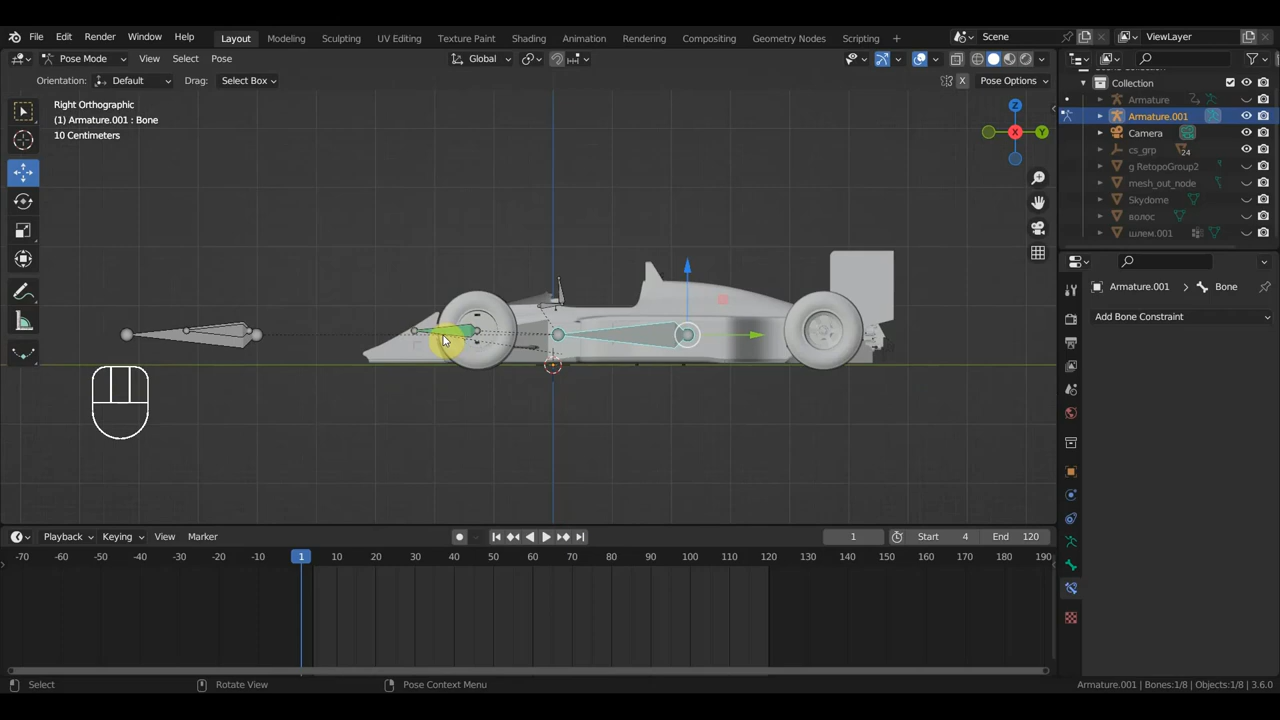 File Edit Render Window Help Layout Modeling Sculpting UV Editing Texture Paint Shading Animation Rendering Compositing Geometry Nodes Scripting + Scene ViewLayer
Pose Mode View Select Pose Global Pose Options
Orientation: Default Drag: Select Box X
Right Orthographic
(1) Armature.001 : Bone
10 Centimeters
Z
X
Y
Collection
Armature
Armature.001
Camera
cs_grp 24
g RetopoGroup2
mesh_out_node
Skydome
волос
шлем.001
Armature.001 > Bone
Add Bone Constraint
Playback Keying View Marker 1 Start 4 End 120
-70 -60 -50 -40 -30 -20 -10 1 10 20 30 40 50 60 70 80 90 100 110 120 130 140 150 160 170 180 190
Select Rotate View Pose Context Menu Armature.001 | Bones:1/8 | Objects:1/8 | 3.6.0